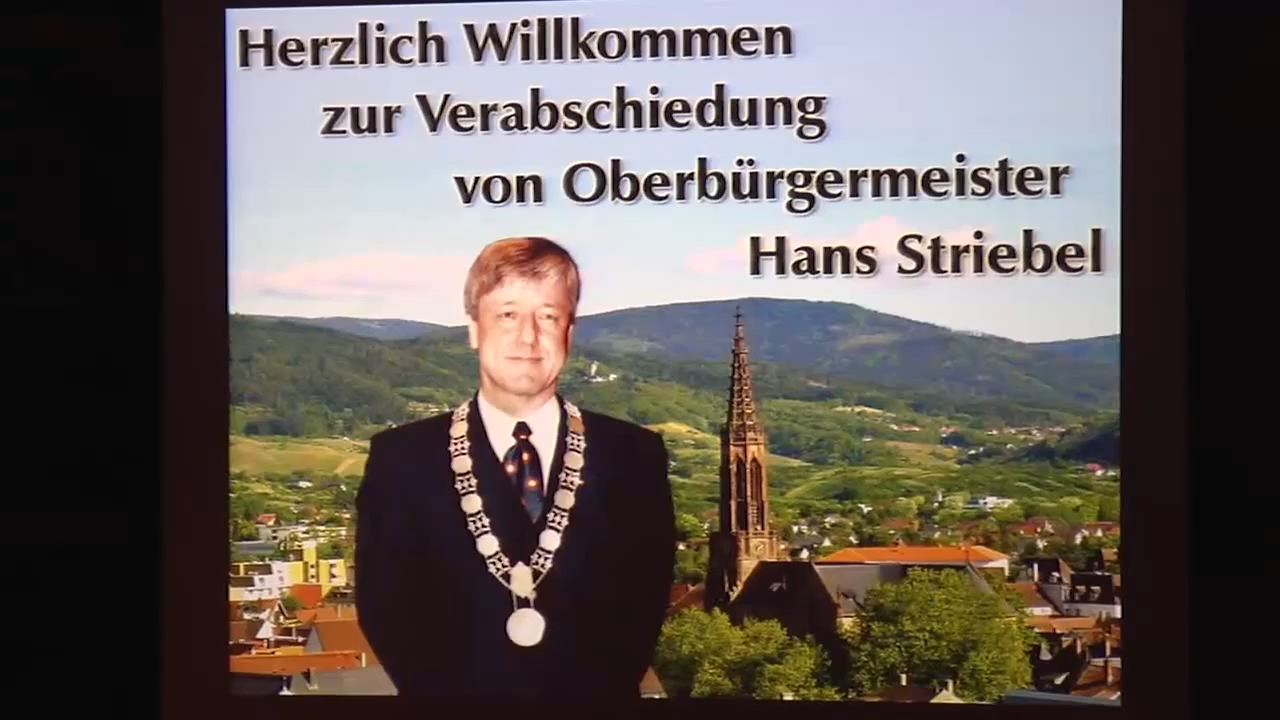 Herzlich Willkommen
zur Verabschiedung
von Oberbürgermeister
Hans Striebel